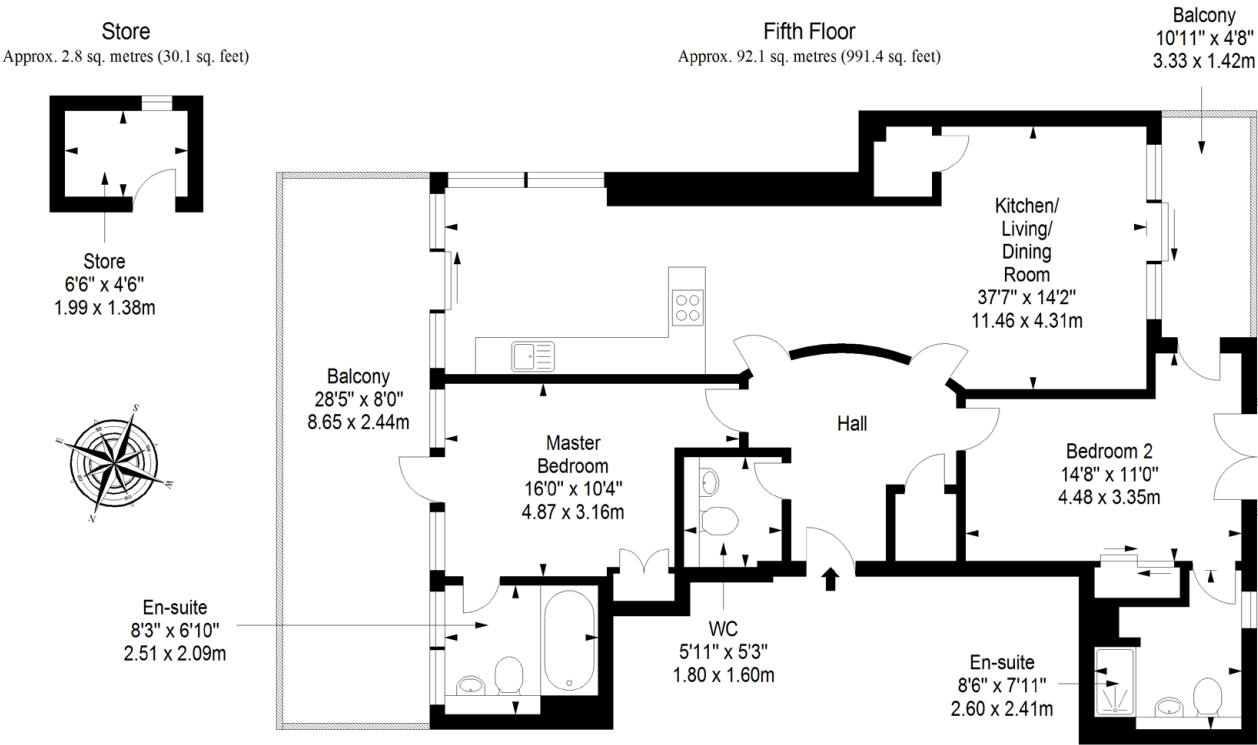 Store
Approx. 2.8 sq. metres (30.1 sq. feet)
Fifth Floor
Approx. 92.1 sq. metres (991.4 sq. feet)
Balcony
10'11" x 4'8"
3.33 x 1.42m
Store
6'6" x 4'6"
1.99 x 1.38m
Kitchen/
Living/
Dining
Room
37'7" x 14'2"
11.46 x 4.31m
Balcony
28'5" x 8'0"
8.65 x 2.44m
Hall
Master
Bedroom
16'0" x 10'4"
4.87 x 3.16m
Bedroom 2
14'8" x 11'0"
4.48 x 3.35m
S
E
W
N
En-suite
8'3" x 6'10"
2.51 x 2.09m
WC
5'11" x 5'3"
1.80 x 1.60m
En-suite
8'6" x 7'11"
2.60 x 2.41m